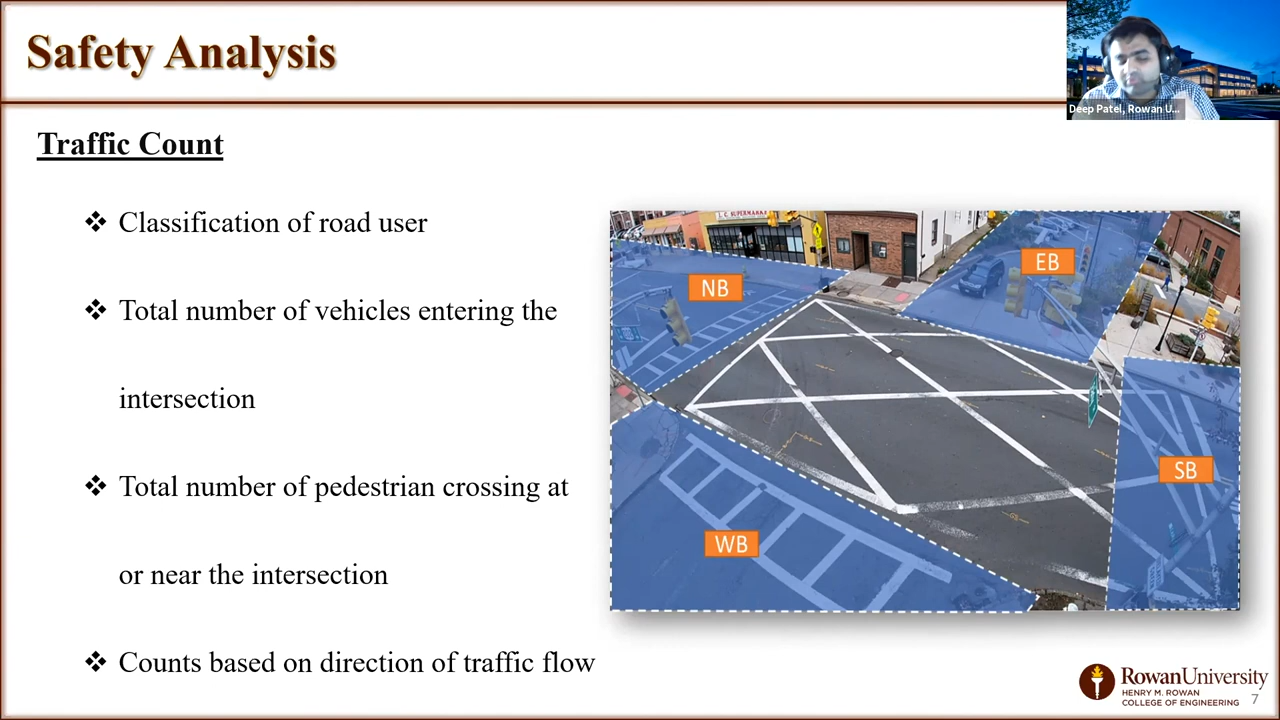 Safety Analysis
Deep Patel, Rowan U...
Traffic Count
❖ Classification of road user
❖ Total number of vehicles entering the
intersection
❖ Total number of pedestrian crossing at
or near the intersection
❖ Counts based on direction of traffic flow
SUPERMARKET
NB
EB
WB
SB
Rowan University
HENRY M. ROWAN
COLLEGE OF ENGINEERING
7